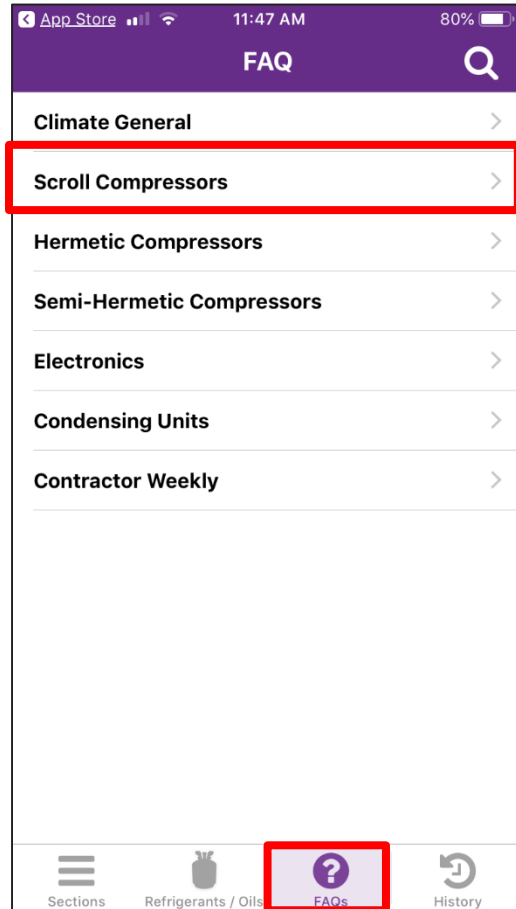 App Store 11:47 AM 80%
FAQ
Climate General
Scroll Compressors
Hermetic Compressors
Semi-Hermetic Compressors
Electronics
Condensing Units
Contractor Weekly
Sections Refrigerants / Oils FAQs History